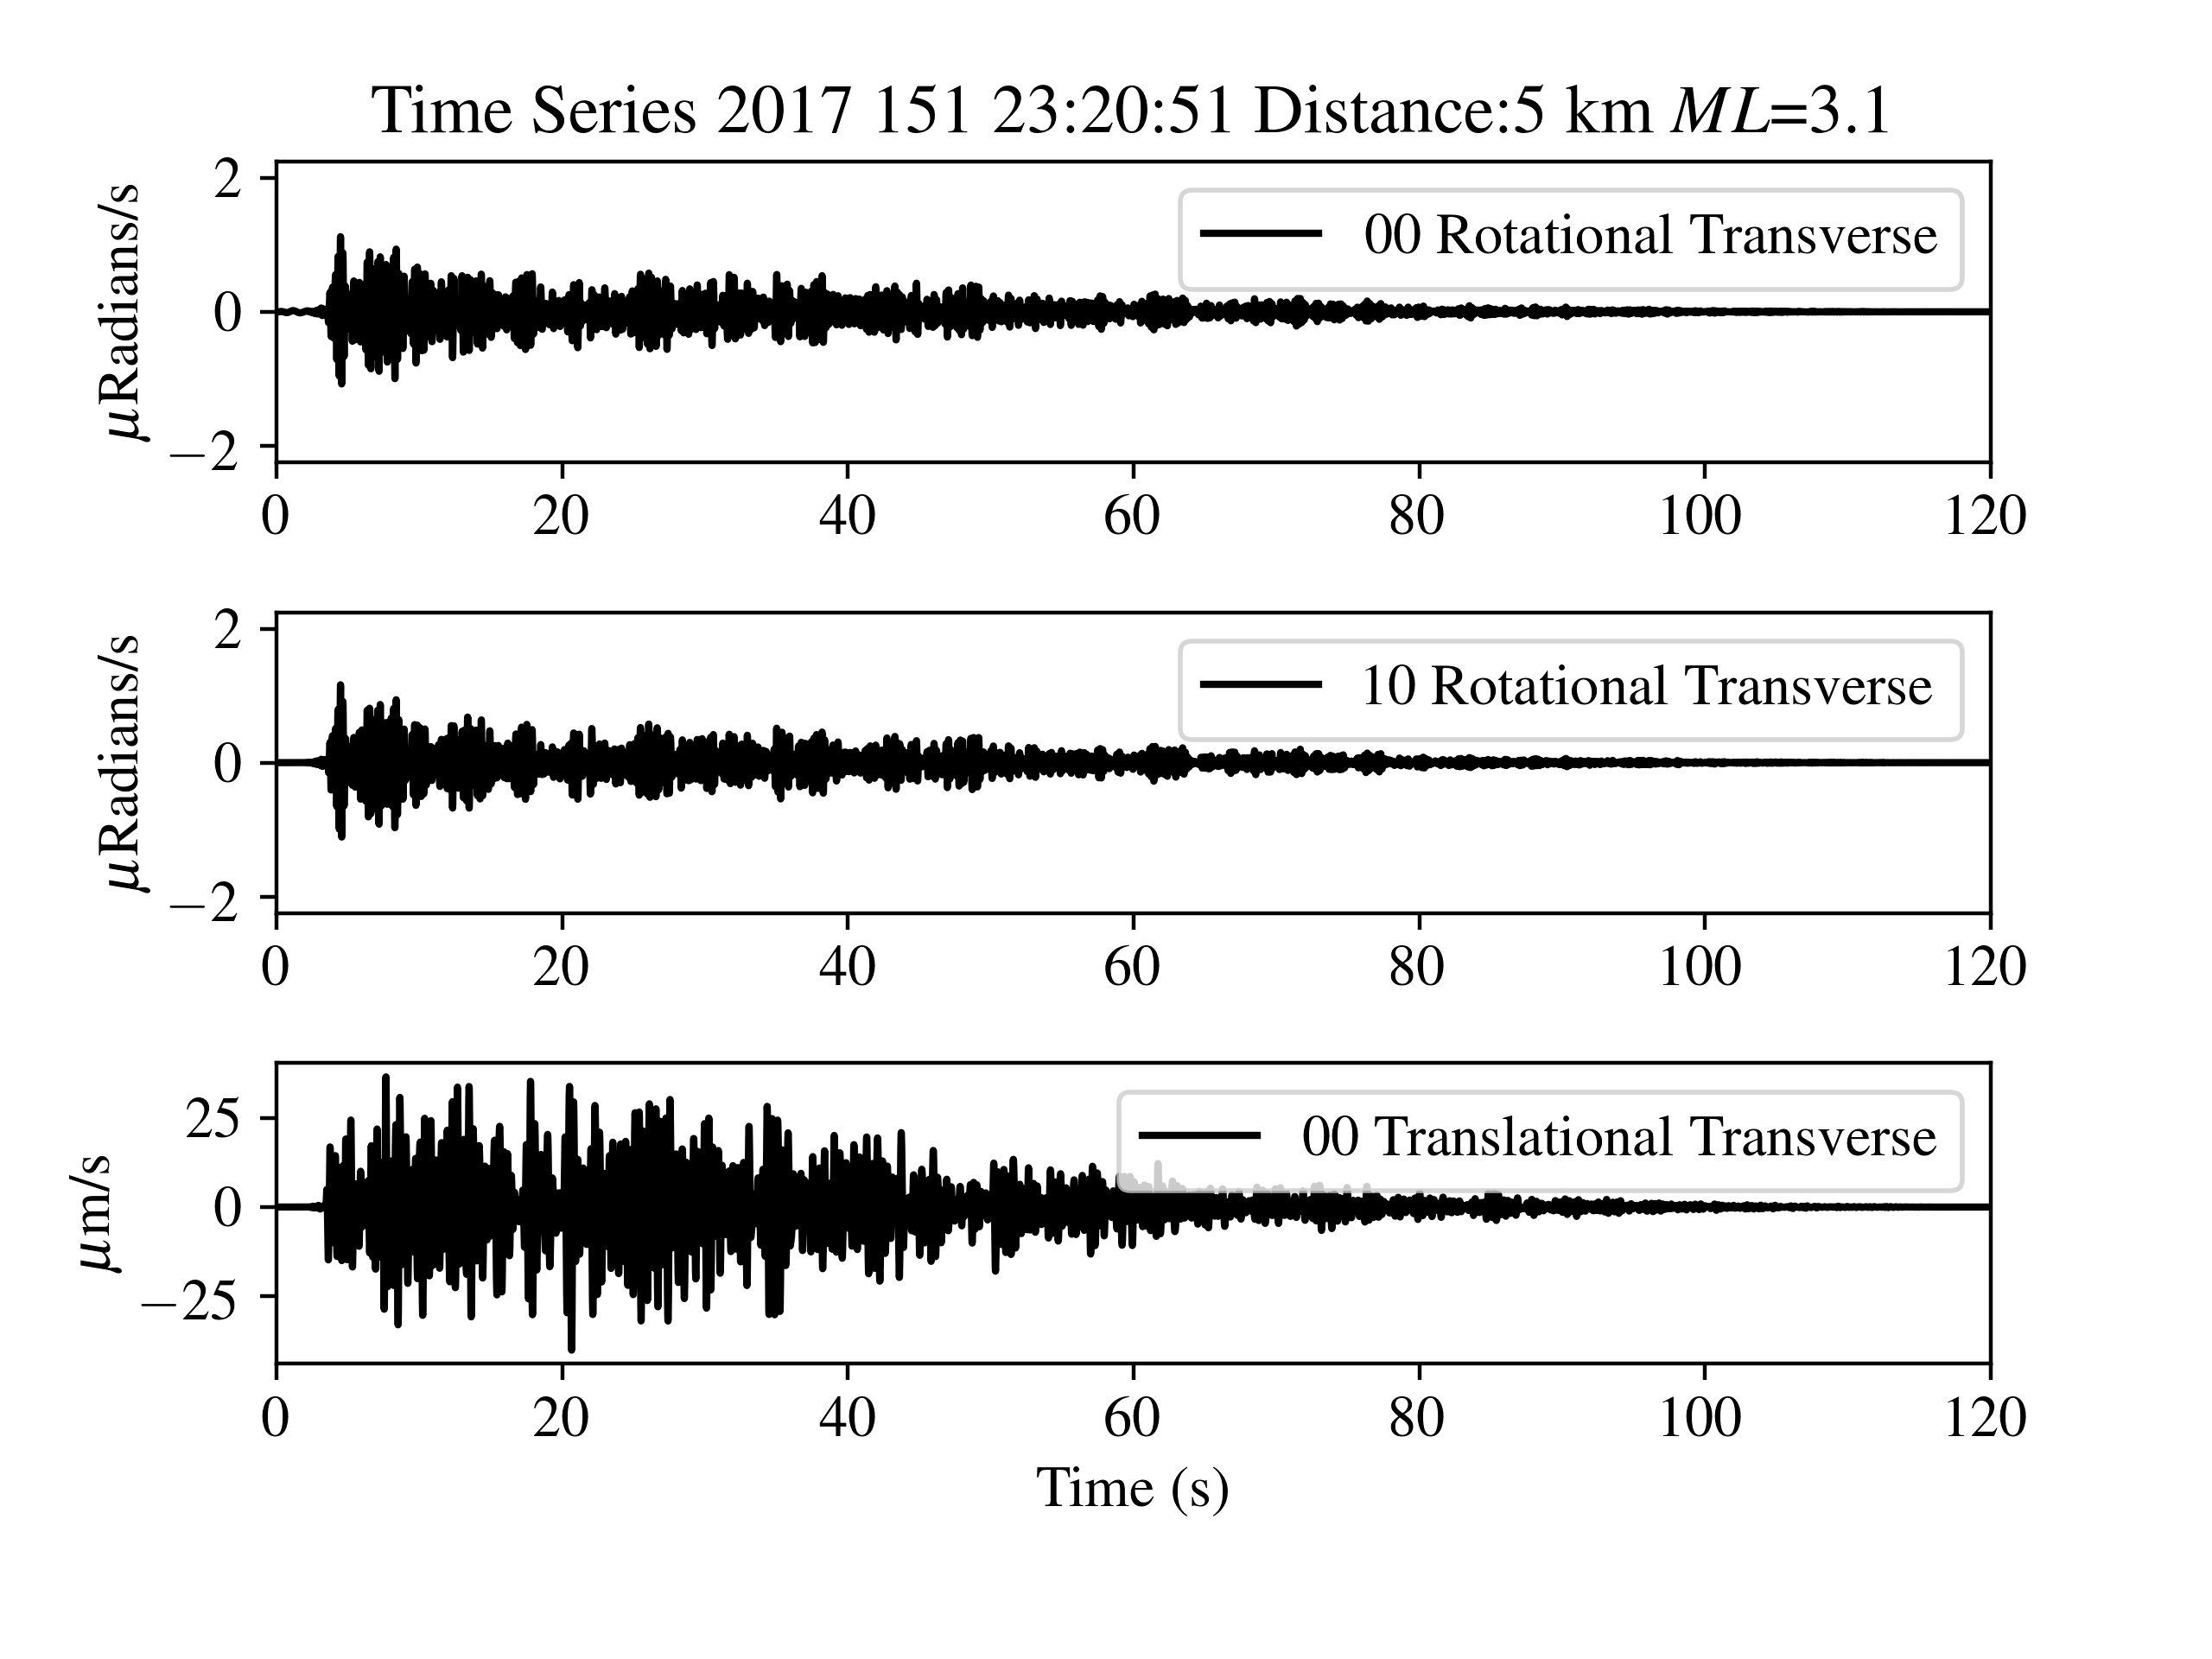 Time Series 2017 151 23:20:51 Distance:5 km ML=3.1
μRadians/s
2
0
−2
00 Rotational Transverse
0 20 40 60 80 100 120
μRadians/s
2
0
−2
10 Rotational Transverse
0 20 40 60 80 100 120
μm/s
25
0
−25
00 Translational Transverse
0 20 40 60 80 100 120
Time (s)